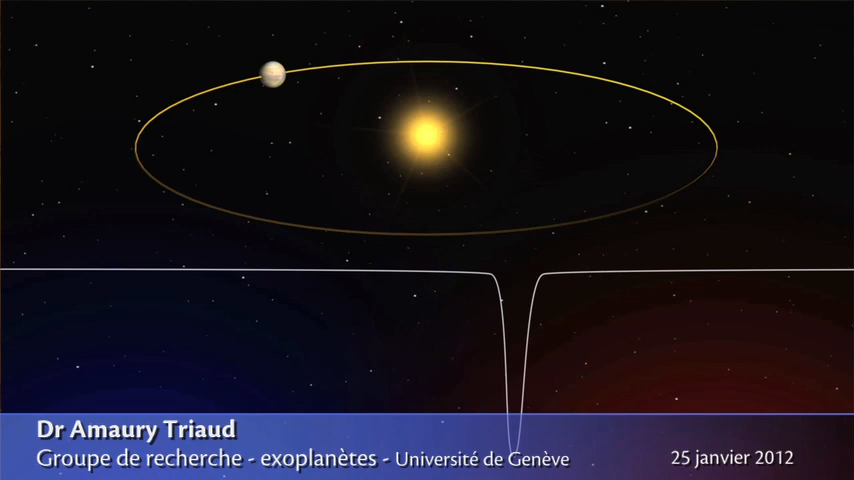 Dr Amaury Triaud
Groupe de recherche - exoplanètes - Université de Genève
25 janvier 2012